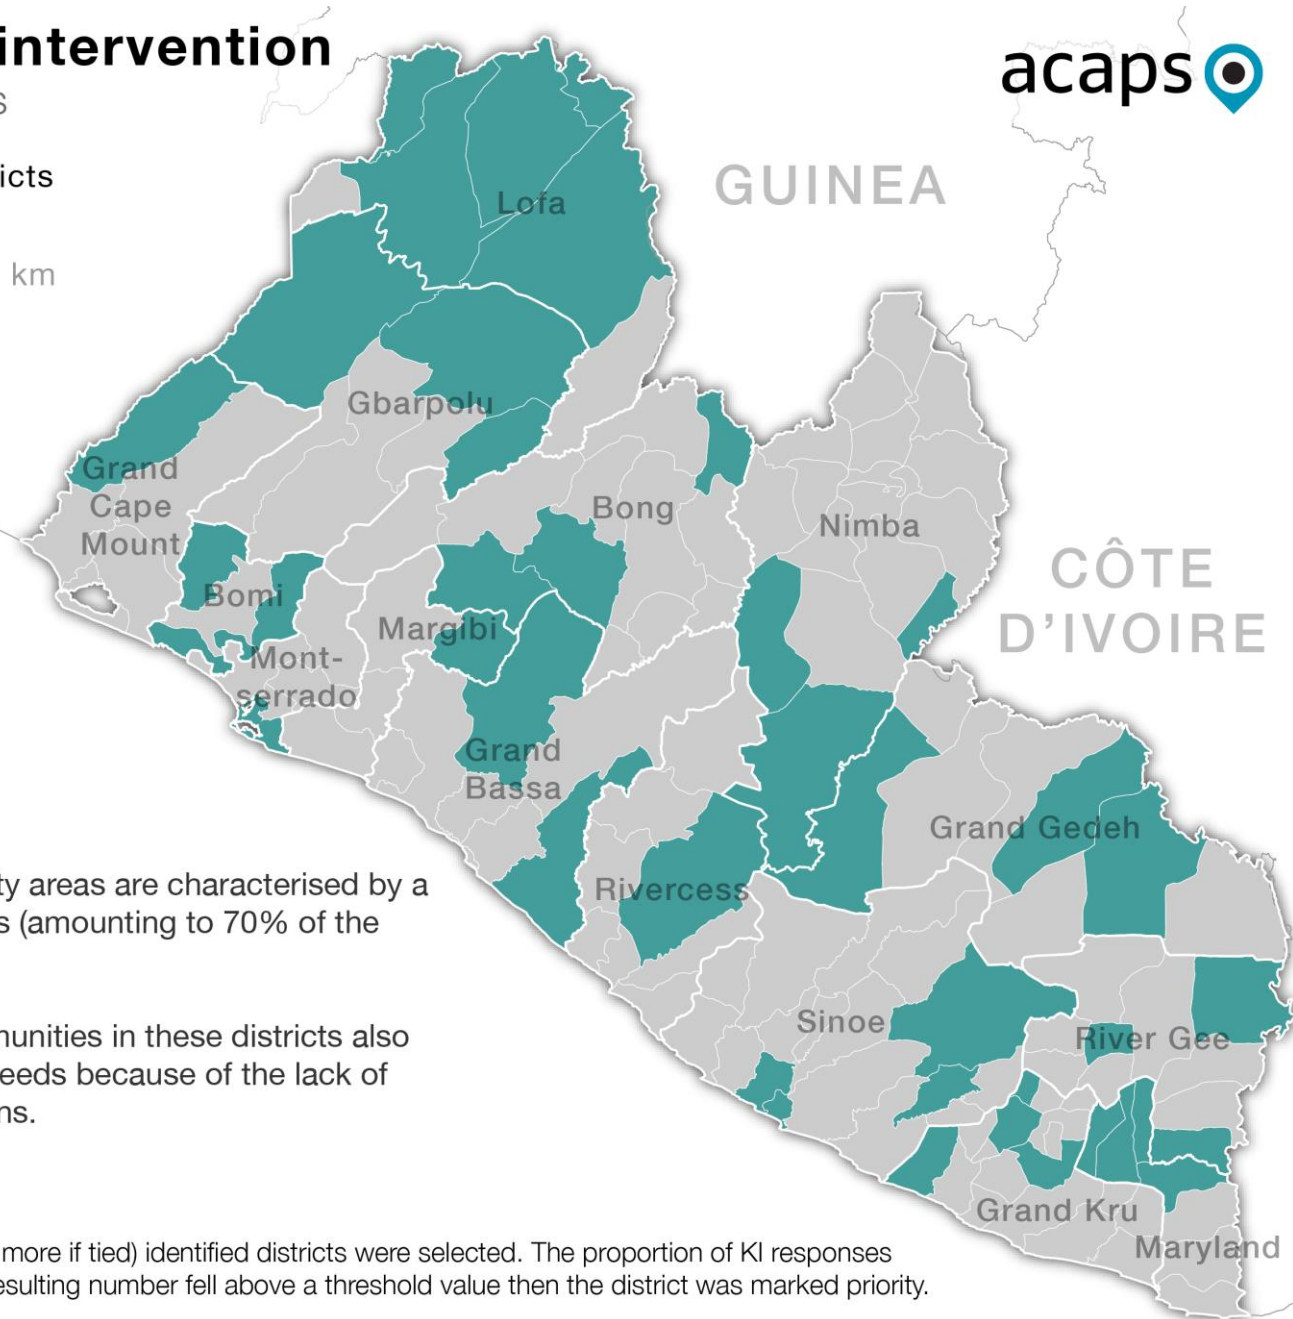 intervention
acaps
icts
GUINEA
Lofa
km
Gbarpolu
Grand
Cape
Mount
Bong
Nimba
CÔTE
D'IVOIRE
Bomi
Margibi
Mont-
serrado
Grand
Bassa
Grand Gedeh
ty areas are characterised by a
s (amounting to 70% of the
Rivercess
Sinoe
River Gee
munities in these districts also
eeds because of the lack of
ns.
Grand Kru
Maryland
more if tied) identified districts were selected. The proportion of KI responses
esulting number fell above a threshold value then the district was marked priority.